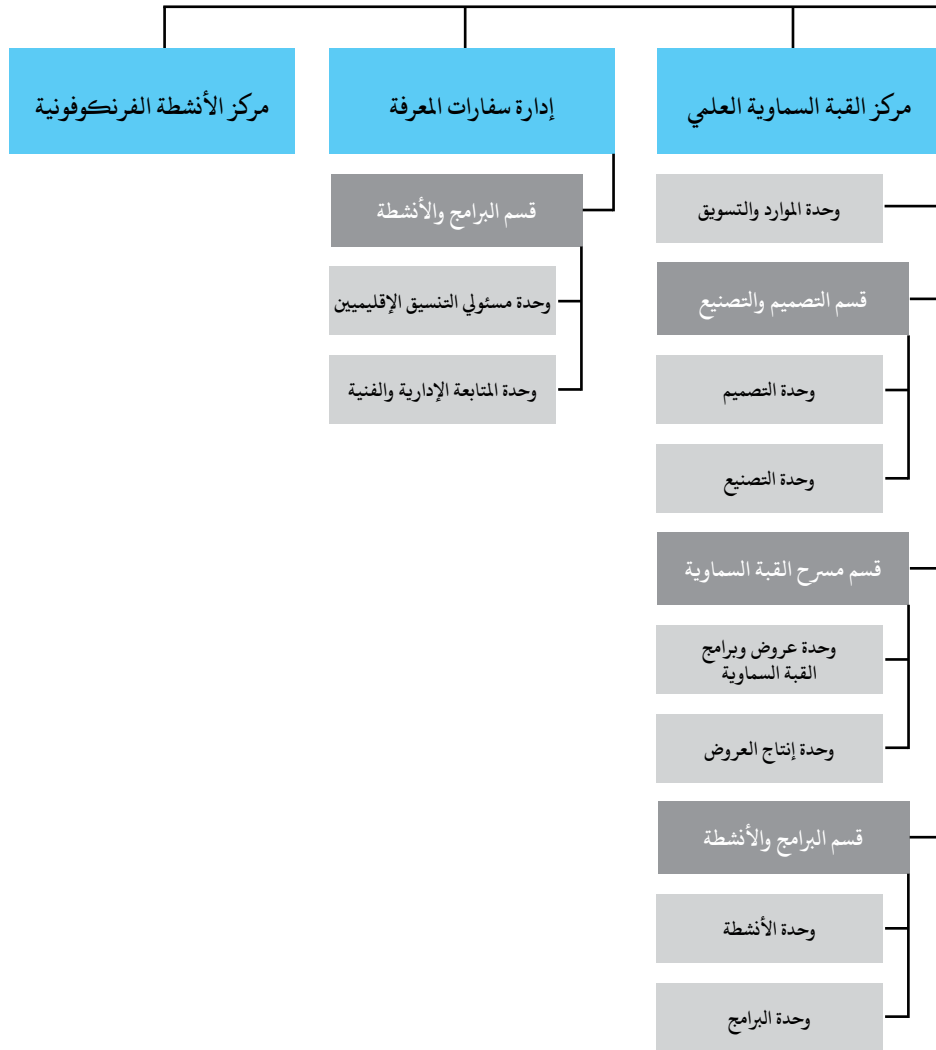 مركز القبة السماوية العلمي
وحدة الموارد والتسويق
قسم التصميم والتصنيع
وحدة التصميم
وحدة التصنيع
قسم مسرح القبة السماوية
وحدة عروض وبرامج
القبة السماوية
وحدة إنتاج العروض
قسم البرامج والأنشطة
وحدة الأنشطة
وحدة البرامج
إدارة سفارات المعرفة
قسم البرامج والأنشطة
وحدة مسئولي التنسيق الإقليميين
وحدة المتابعة الإدارية والفنية
مركز الأنشطة الفرنكوفونية